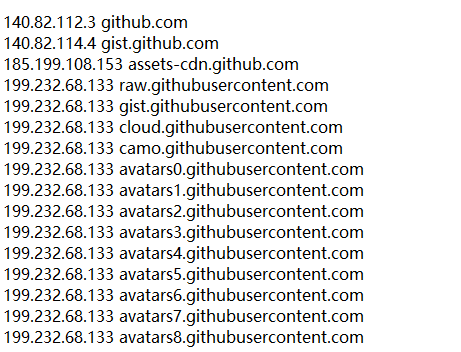 140.82.112.3 github.com
140.82.114.4 gist.github.com
185.199.108.153 assets-cdn.github.com
199.232.68.133 raw.githubusercontent.com
199.232.68.133 gist.githubusercontent.com
199.232.68.133 cloud.githubusercontent.com
199.232.68.133 camo.githubusercontent.com
199.232.68.133 avatars0.githubusercontent.com
199.232.68.133 avatars1.githubusercontent.com
199.232.68.133 avatars2.githubusercontent.com
199.232.68.133 avatars3.githubusercontent.com
199.232.68.133 avatars4.githubusercontent.com
199.232.68.133 avatars5.githubusercontent.com
199.232.68.133 avatars6.githubusercontent.com
199.232.68.133 avatars7.githubusercontent.com
199.232.68.133 avatars8.githubusercontent.com